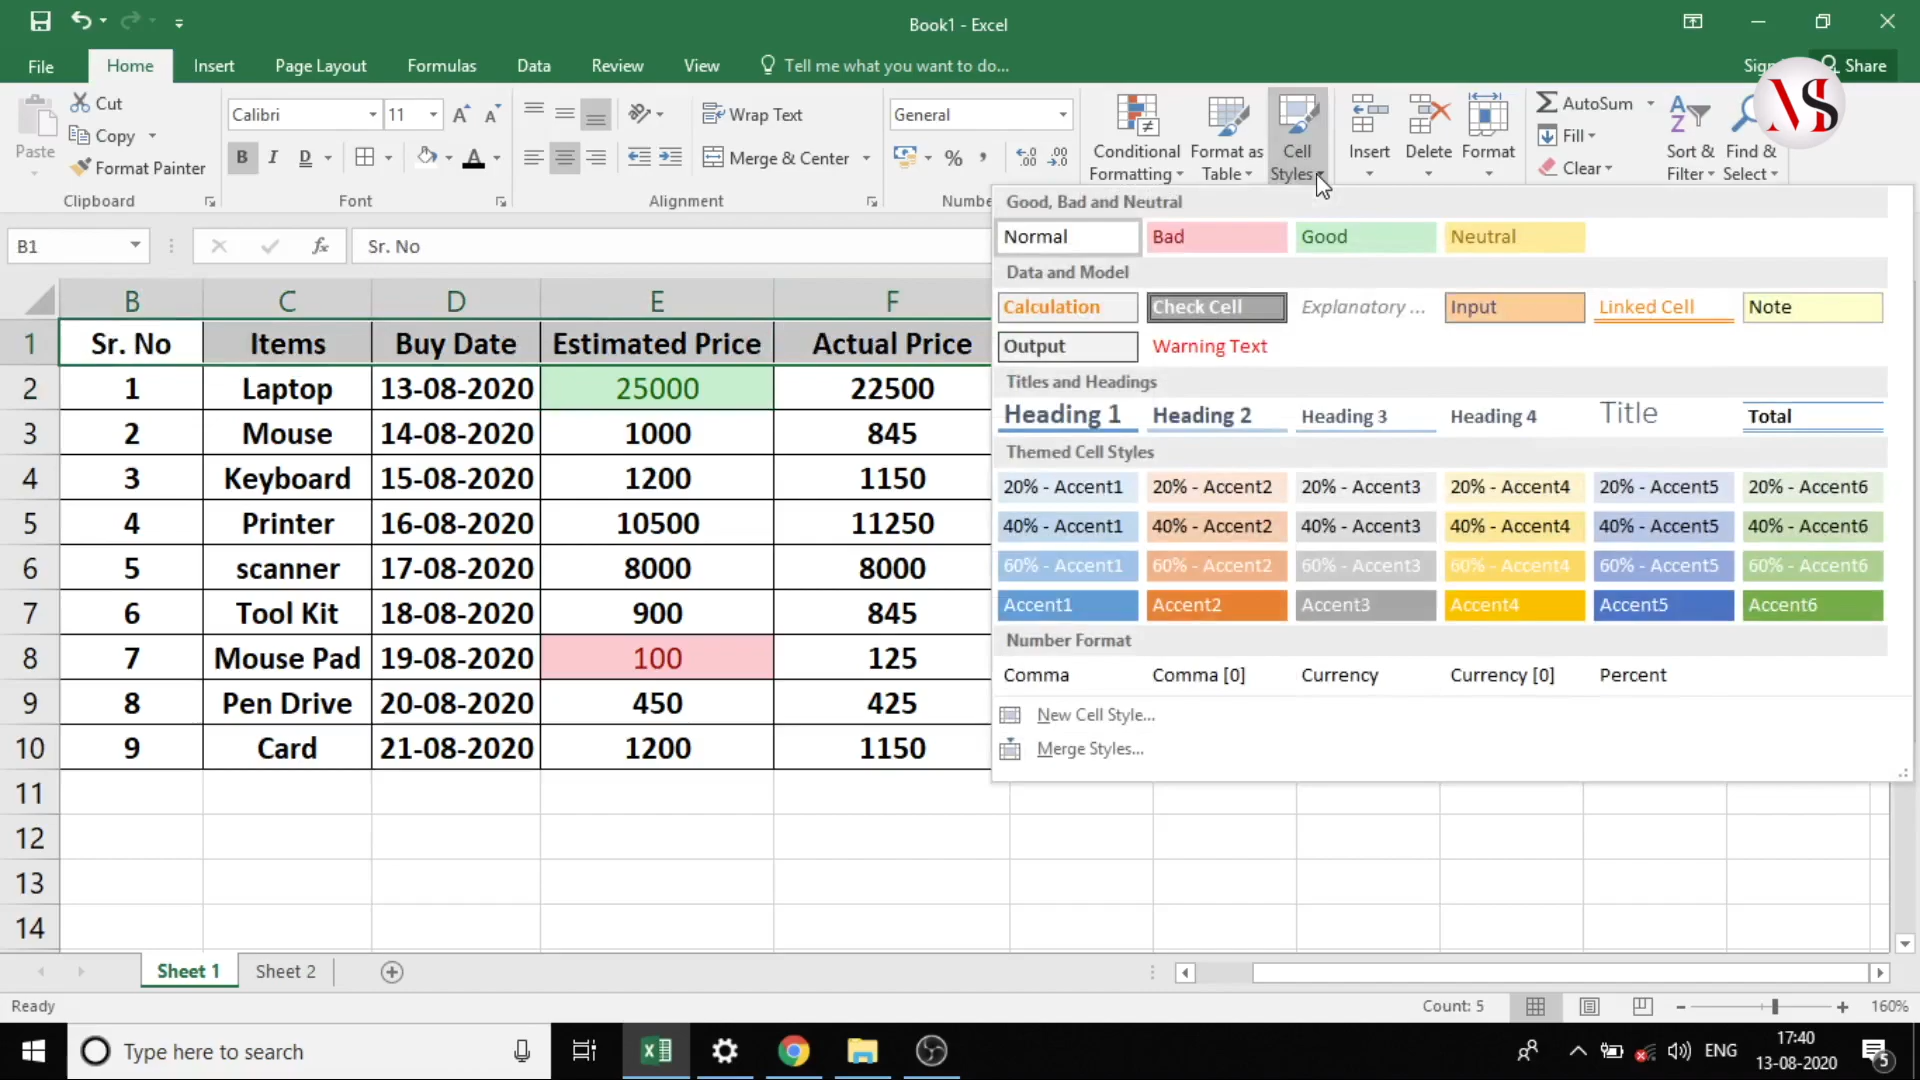 Book1 - Excel
File Home Insert Page Layout Formulas Data Review View Tell me what you want to do... Share
Cut
Copy
Format Painter
Paste
Clipboard
Calibri 11
B I D
Font
Wrap Text
Merge & Center
Alignment
General
%
Conditional Formatting
Format as Table
Cell Styles
Insert
Delete
Format
AutoSum
Fill
Clear
Sort & Filter
Find & Select
MS
B1 fx Sr. No
B C D E F
1 Sr. No Items Buy Date Estimated Price Actual Price
2 1 Laptop 13-08-2020 25000 22500
3 2 Mouse 14-08-2020 1000 845
4 3 Keyboard 15-08-2020 1200 1150
5 4 Printer 16-08-2020 10500 11250
6 5 scanner 17-08-2020 8000 8000
7 6 Tool Kit 18-08-2020 900 845
8 7 Mouse Pad 19-08-2020 100 125
9 8 Pen Drive 20-08-2020 450 425
10 9 Card 21-08-2020 1200 1150
11
12
13
14
Good, Bad and Neutral
Normal Bad Good Neutral
Data and Model
Calculation Check Cell Explanatory ... Input Linked Cell Note
Output Warning Text
Titles and Headings
Heading 1 Heading 2 Heading 3 Heading 4 Title Total
Themed Cell Styles
20% - Accent1 20% - Accent2 20% - Accent3 20% - Accent4 20% - Accent5 20% - Accent6
40% - Accent1 40% - Accent2 40% - Accent3 40% - Accent4 40% - Accent5 40% - Accent6
60% - Accent1 60% - Accent2 60% - Accent3 60% - Accent4 60% - Accent5 60% - Accent6
Accent1 Accent2 Accent3 Accent4 Accent5 Accent6
Number Format
Comma Comma [0] Currency Currency [0] Percent
New Cell Style...
Merge Styles...
Sheet 1 Sheet 2
Ready Count: 5 160%
Type here to search ENG 17:40
13-08-2020 5